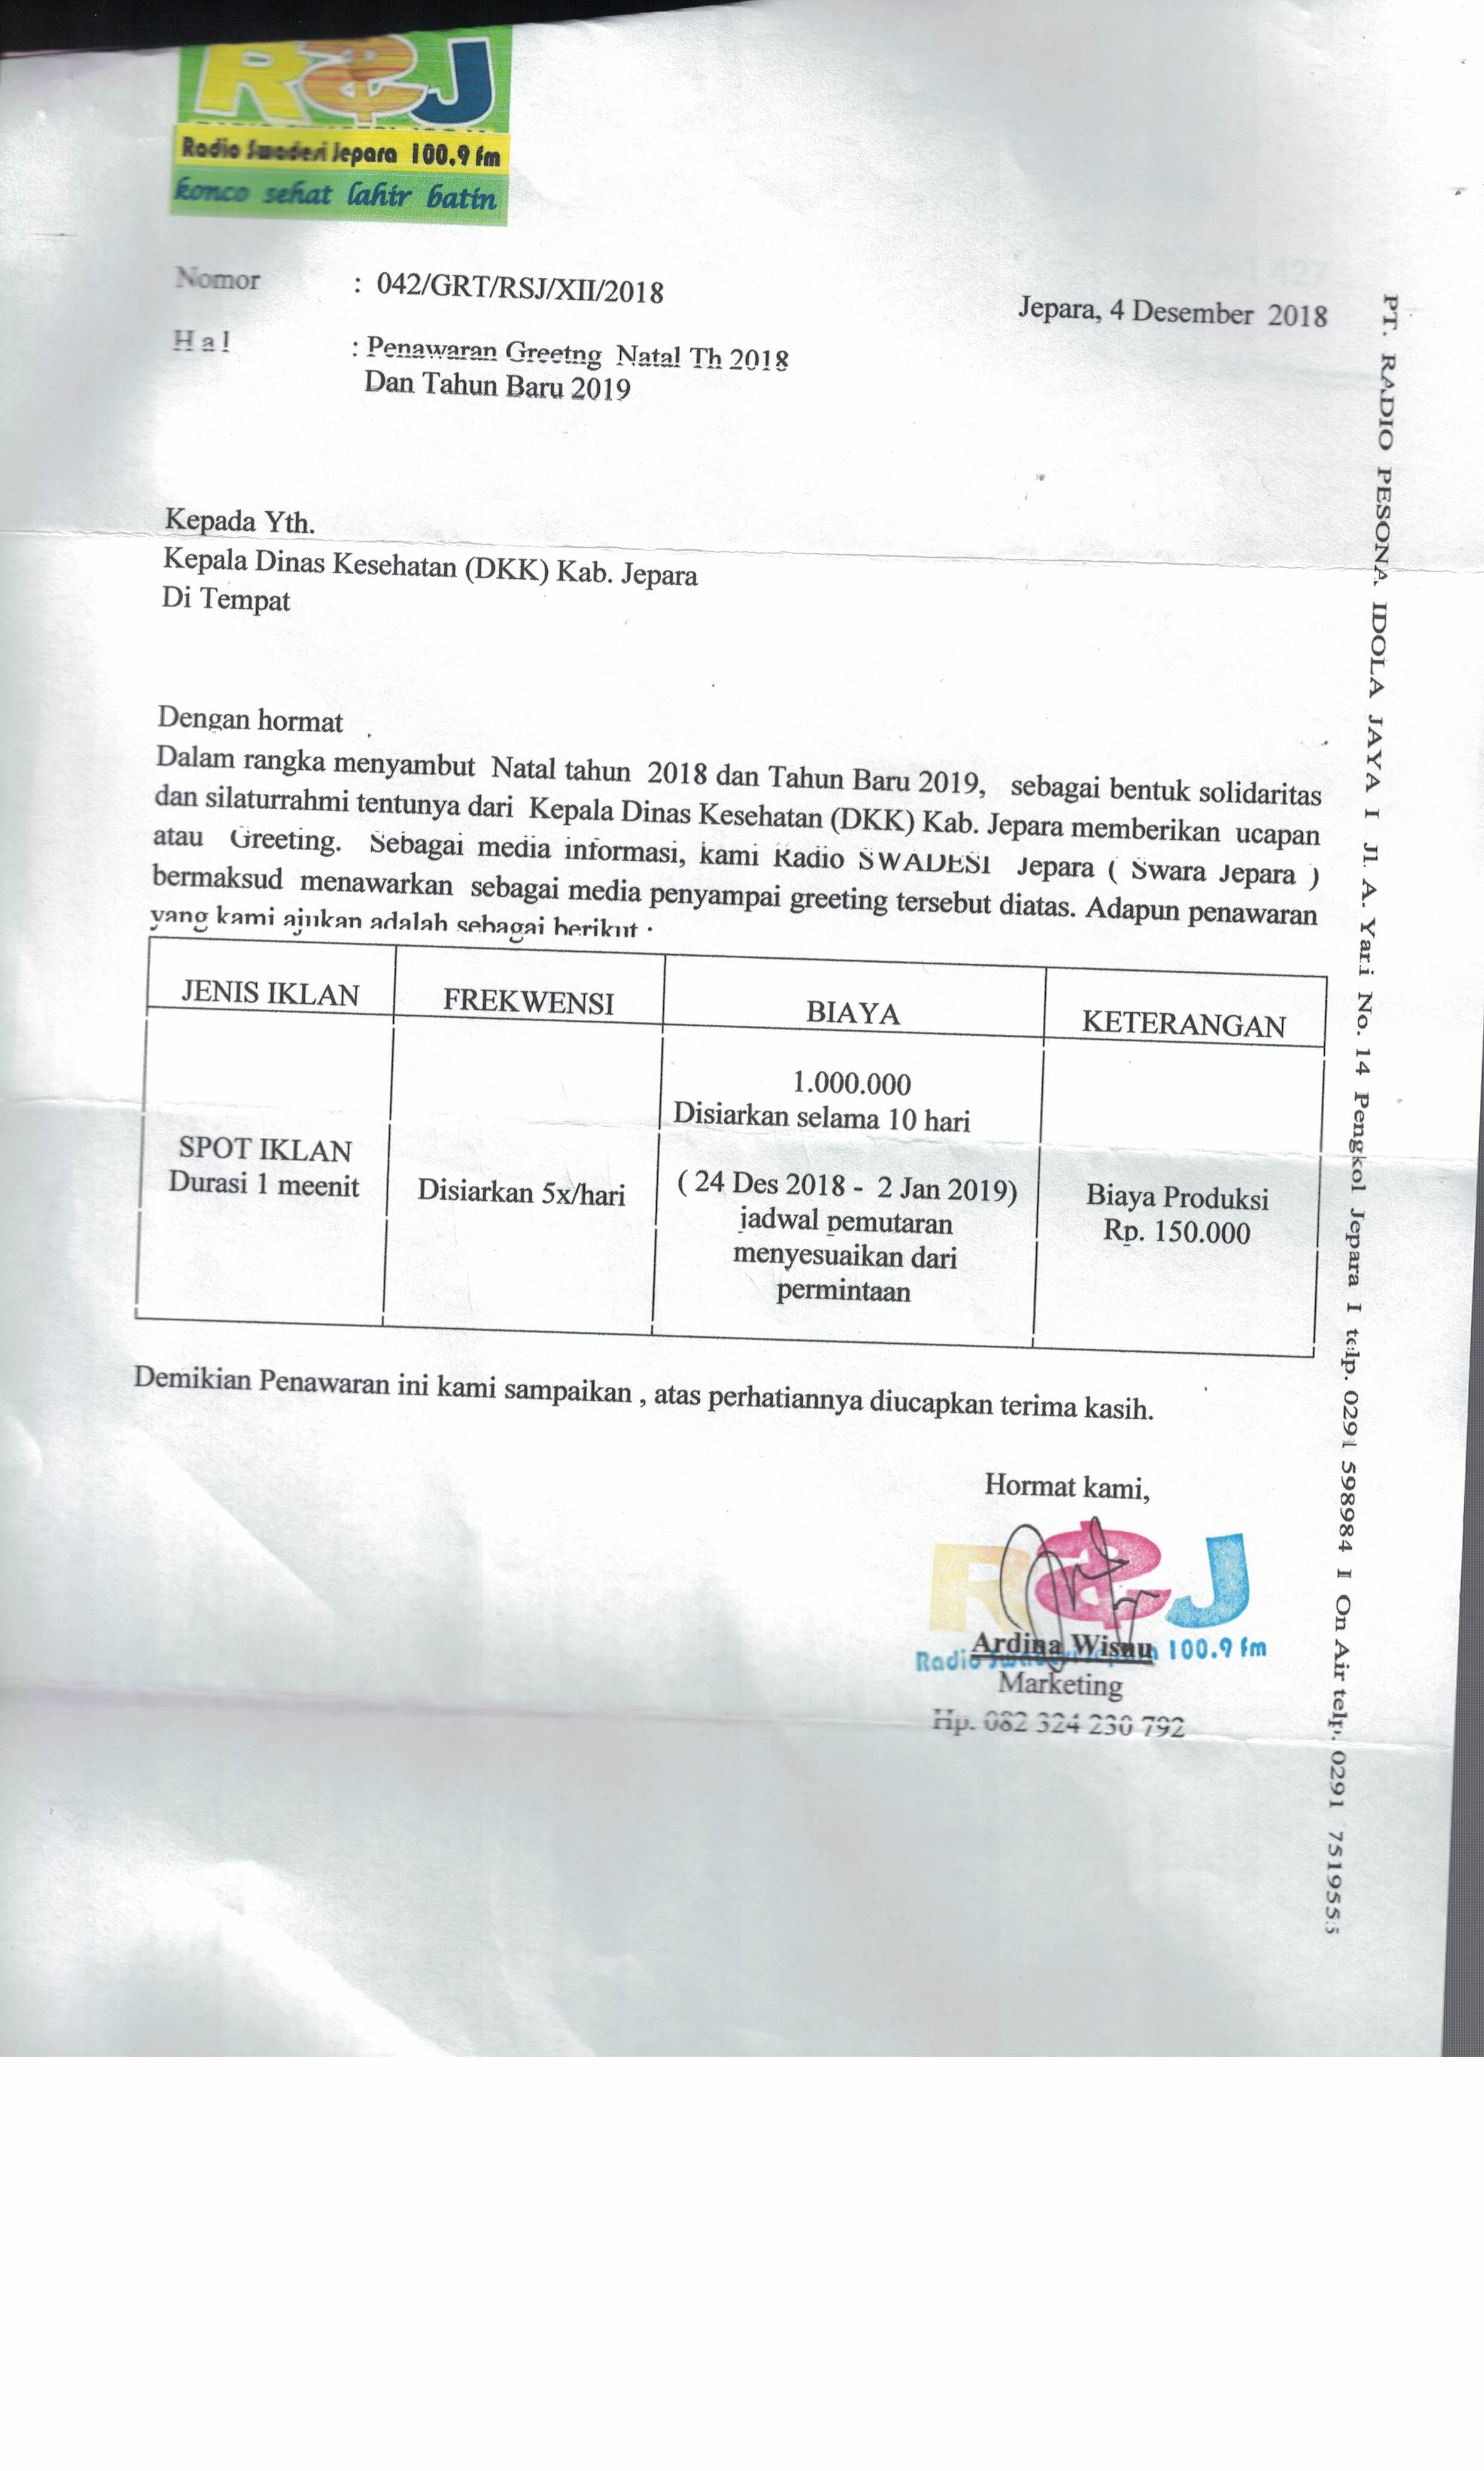 RSJ
Radio Swadesi Jepara 100.9 fm
konco sehat lahir batin
Nomor : 042/GRT/RSJ/XII/2018
Jepara, 4 Desember 2018
Hal : Penawaran Greetng Natal Th 2018
Dan Tahun Baru 2019
Kepada Yth.
Kepala Dinas Kesehatan (DKK) Kab. Jepara
Di Tempat
Dengan hormat
Dalam rangka menyambut Natal tahun 2018 dan Tahun Baru 2019, sebagai bentuk solidaritas
dan silaturrahmi tentunya dari Kepala Dinas Kesehatan (DKK) Kab. Jepara memberikan ucapan
atau Greeting. Sebagai media informasi, kami Radio SWADESI Jepara ( Swara Jepara )
bermaksud menawarkan sebagai media penyampai greeting tersebut diatas. Adapun penawaran
yang kami ajukan adalah sebagai berikut :
JENIS IKLAN FREKWENSI BIAYA KETERANGAN
SPOT IKLAN
Durasi 1 meenit
Disiarkan 5x/hari
1.000.000
Disiarkan selama 10 hari
( 24 Des 2018 - 2 Jan 2019)
jadwal pemutaran
menyesuaikan dari
permintaan
Biaya Produksi
Rp. 150.000
Demikian Penawaran ini kami sampaikan , atas perhatiannya diucapkan terima kasih.
Hormat kami,
RSJ
Radio Swadesi Jepara 100.9 fm
Ardina Wisnu
Marketing
Hp. 082 324 230 792
PT. RADIO PESONA IDOLA JAYA I Jl. A. Yani No. 14 Pengkol Jepara I telp. 0291 598984 I On Air telp. 0291 7519555